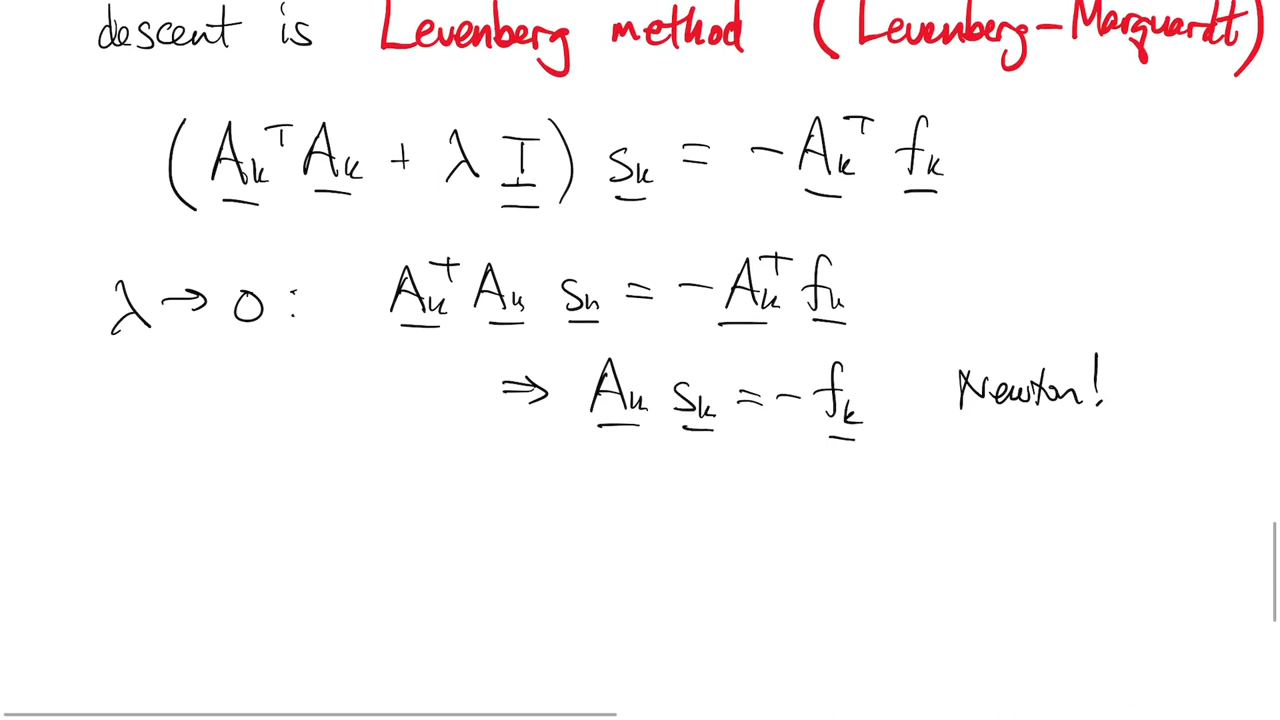 descent is Levenberg method (Levenberg-Marquardt)
(A_k^T A_k + λ I) s_k = - A_k^T f_k
λ → 0 : A_k^T A_k s_k = - A_k^T f_k
⇒ A_k s_k = - f_k Newton!